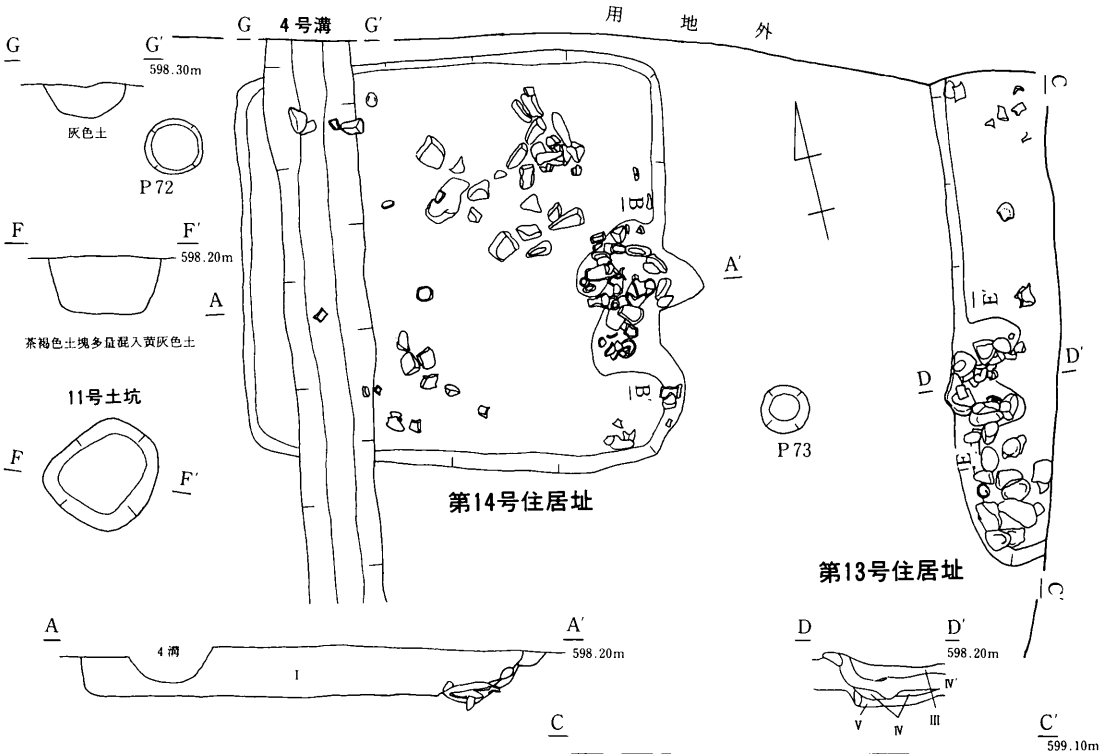 G 4号溝 G′
用地外
G G′
598.30m
灰色土
P72
F F′
598.20m
茶褐色土塊多量混入黄灰色土
11号土坑
F F′
A A′
B
B′
C
E′
D D′
E
P73
第14号住居址
第13号住居址
C′
A A′
4溝
598.20m
I
D D′
598.20m
IV′
V IV III
C C′
599.10m